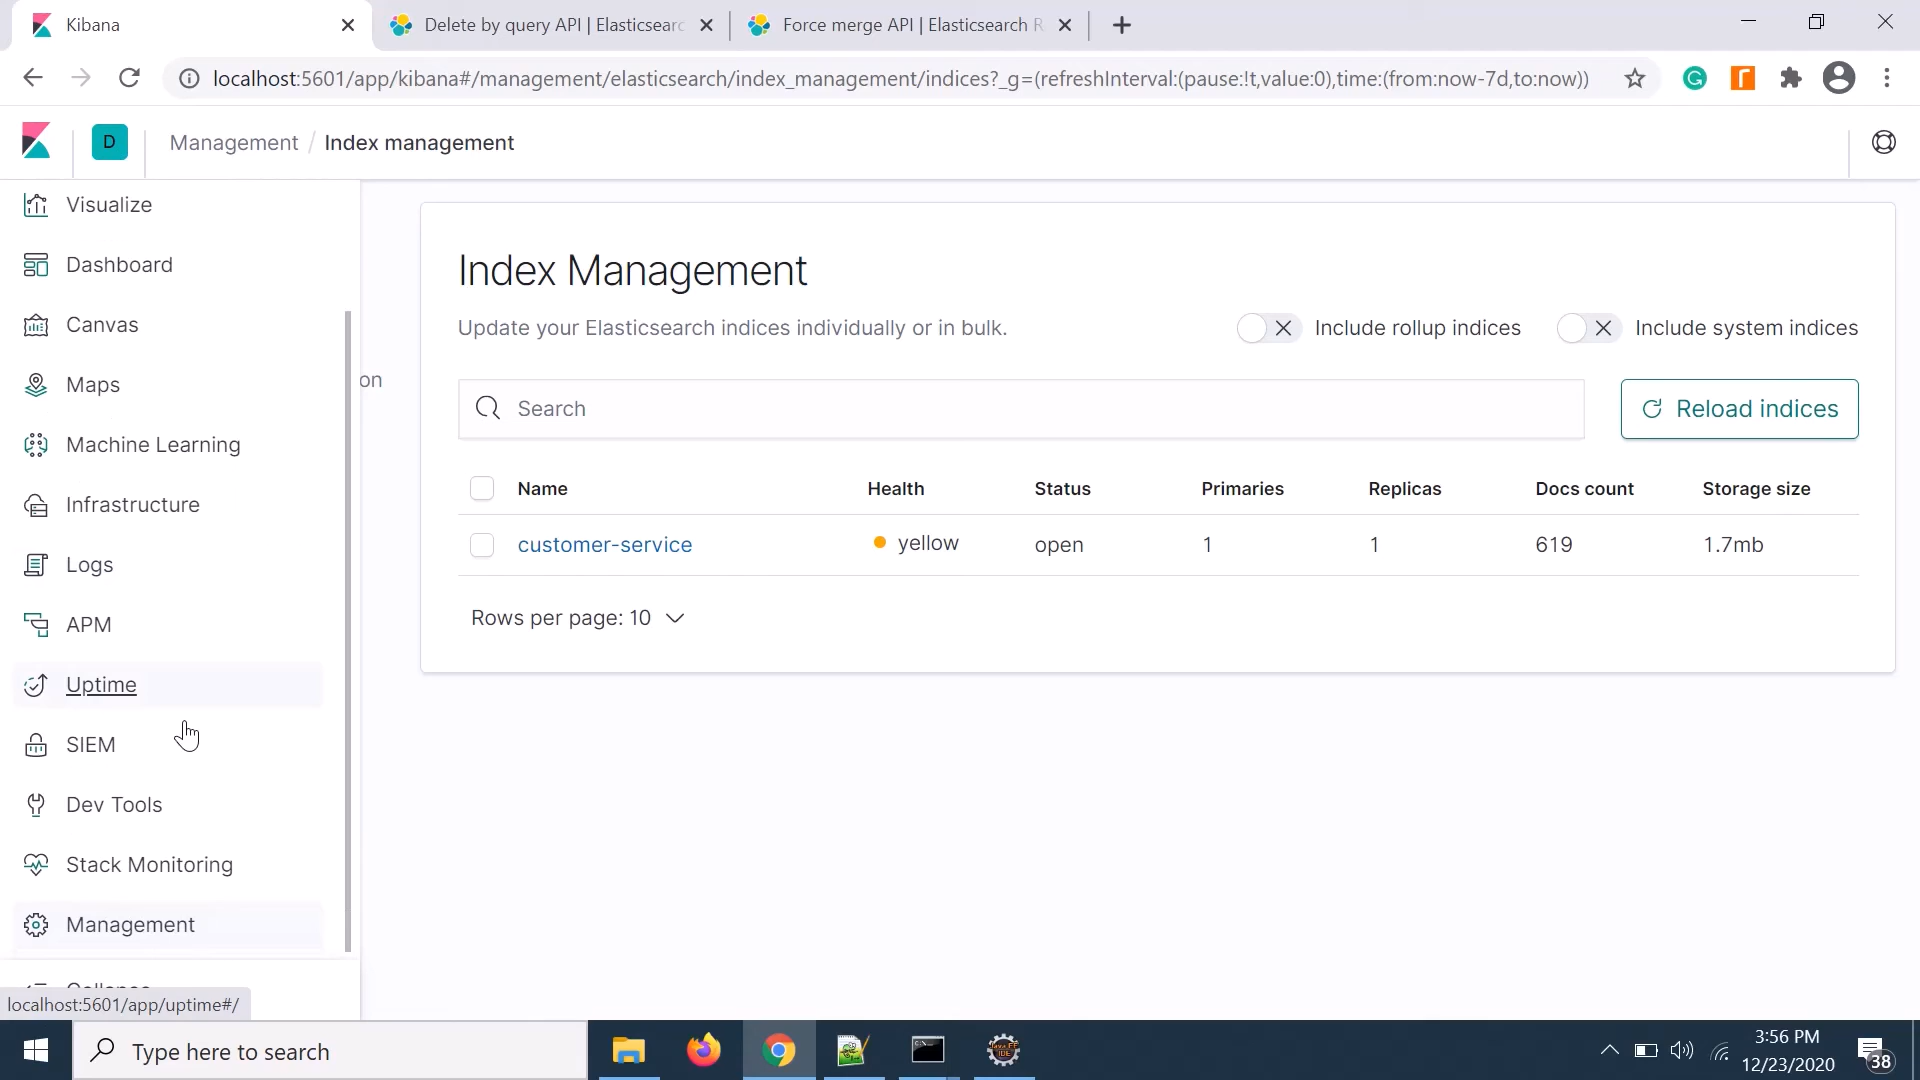 Kibana
Delete by query API | Elasticsearc
Force merge API | Elasticsearch R
localhost:5601/app/kibana#/management/elasticsearch/index_management/indices?_g=(refreshInterval:(pause:!t,value:0),time:(from:now-7d,to:now))
D
Management / Index management
Visualize
Dashboard
Canvas
Maps
Machine Learning
Infrastructure
Logs
APM
Uptime
SIEM
Dev Tools
Stack Monitoring
Management
Collapse
localhost:5601/app/uptime#/
on
Index Management
Update your Elasticsearch indices individually or in bulk.
Include rollup indices
Include system indices
Search
Reload indices
Name Health Status Primaries Replicas Docs count Storage size
customer-service yellow open 1 1 619 1.7mb
Rows per page: 10
Type here to search
3:56 PM
12/23/2020
38